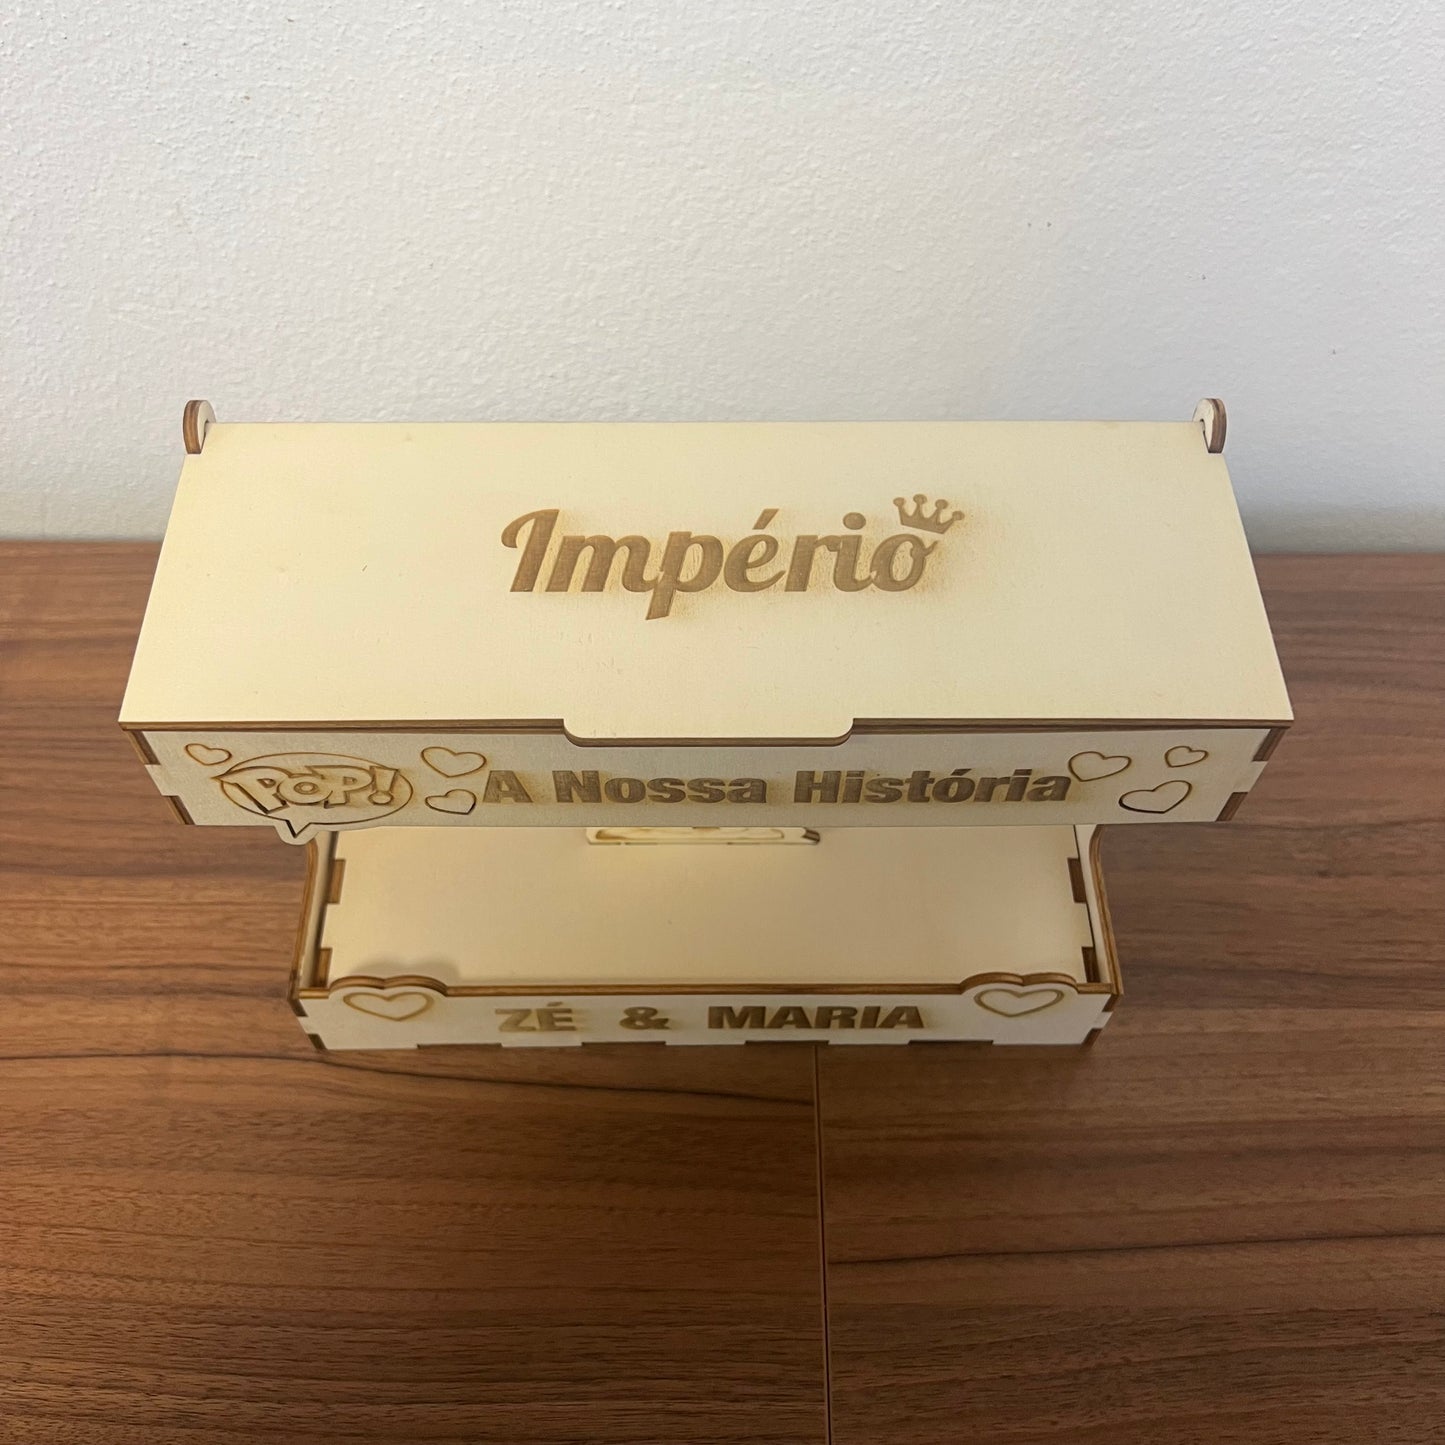 Império
POP!
A Nossa História
ZÉ & MARIA